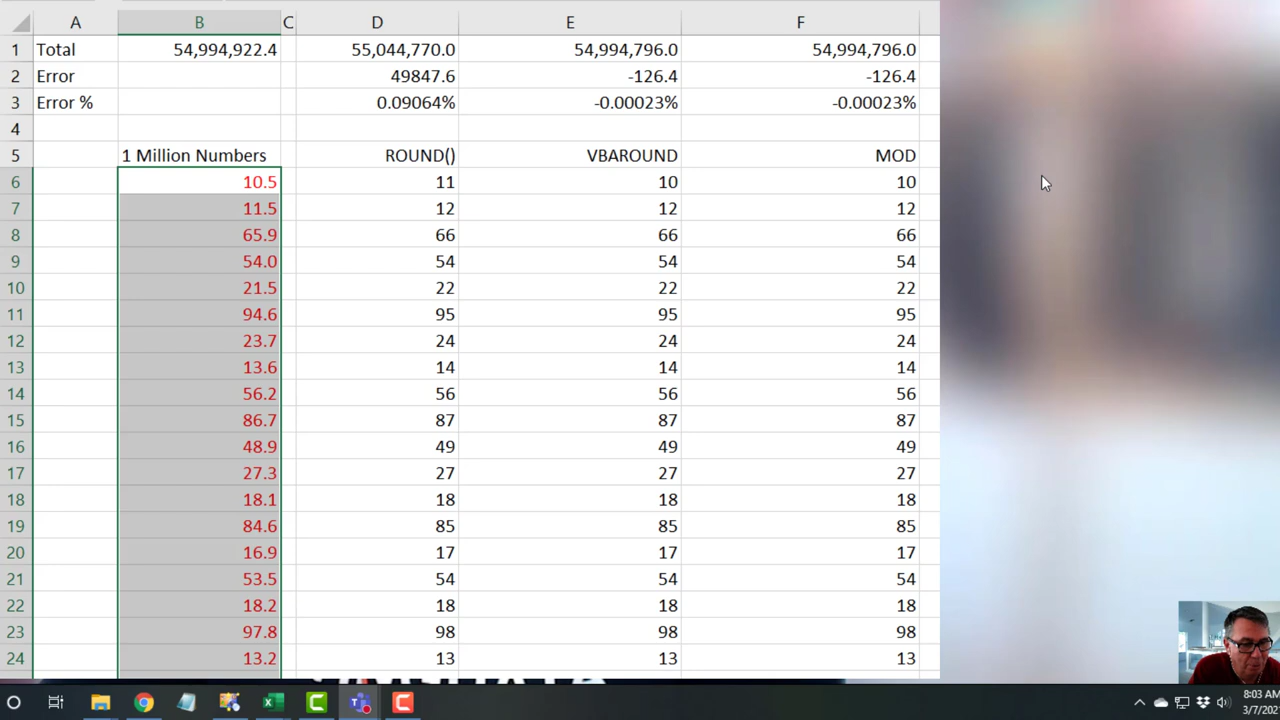 A B C D E F
1 Total 54,994,922.4 55,044,770.0 54,994,796.0 54,994,796.0
2 Error 49847.6 -126.4 -126.4
3 Error % 0.09064% -0.00023% -0.00023%
4
5 1 Million Numbers ROUND() VBAROUND MOD
6 10.5 11 10 10
7 11.5 12 12 12
8 65.9 66 66 66
9 54.0 54 54 54
10 21.5 22 22 22
11 94.6 95 95 95
12 23.7 24 24 24
13 13.6 14 14 14
14 56.2 56 56 56
15 86.7 87 87 87
16 48.9 49 49 49
17 27.3 27 27 27
18 18.1 18 18 18
19 84.6 85 85 85
20 16.9 17 17 17
21 53.5 54 54 54
22 18.2 18 18 18
23 97.8 98 98 98
24 13.2 13 13 13
8:03 AM